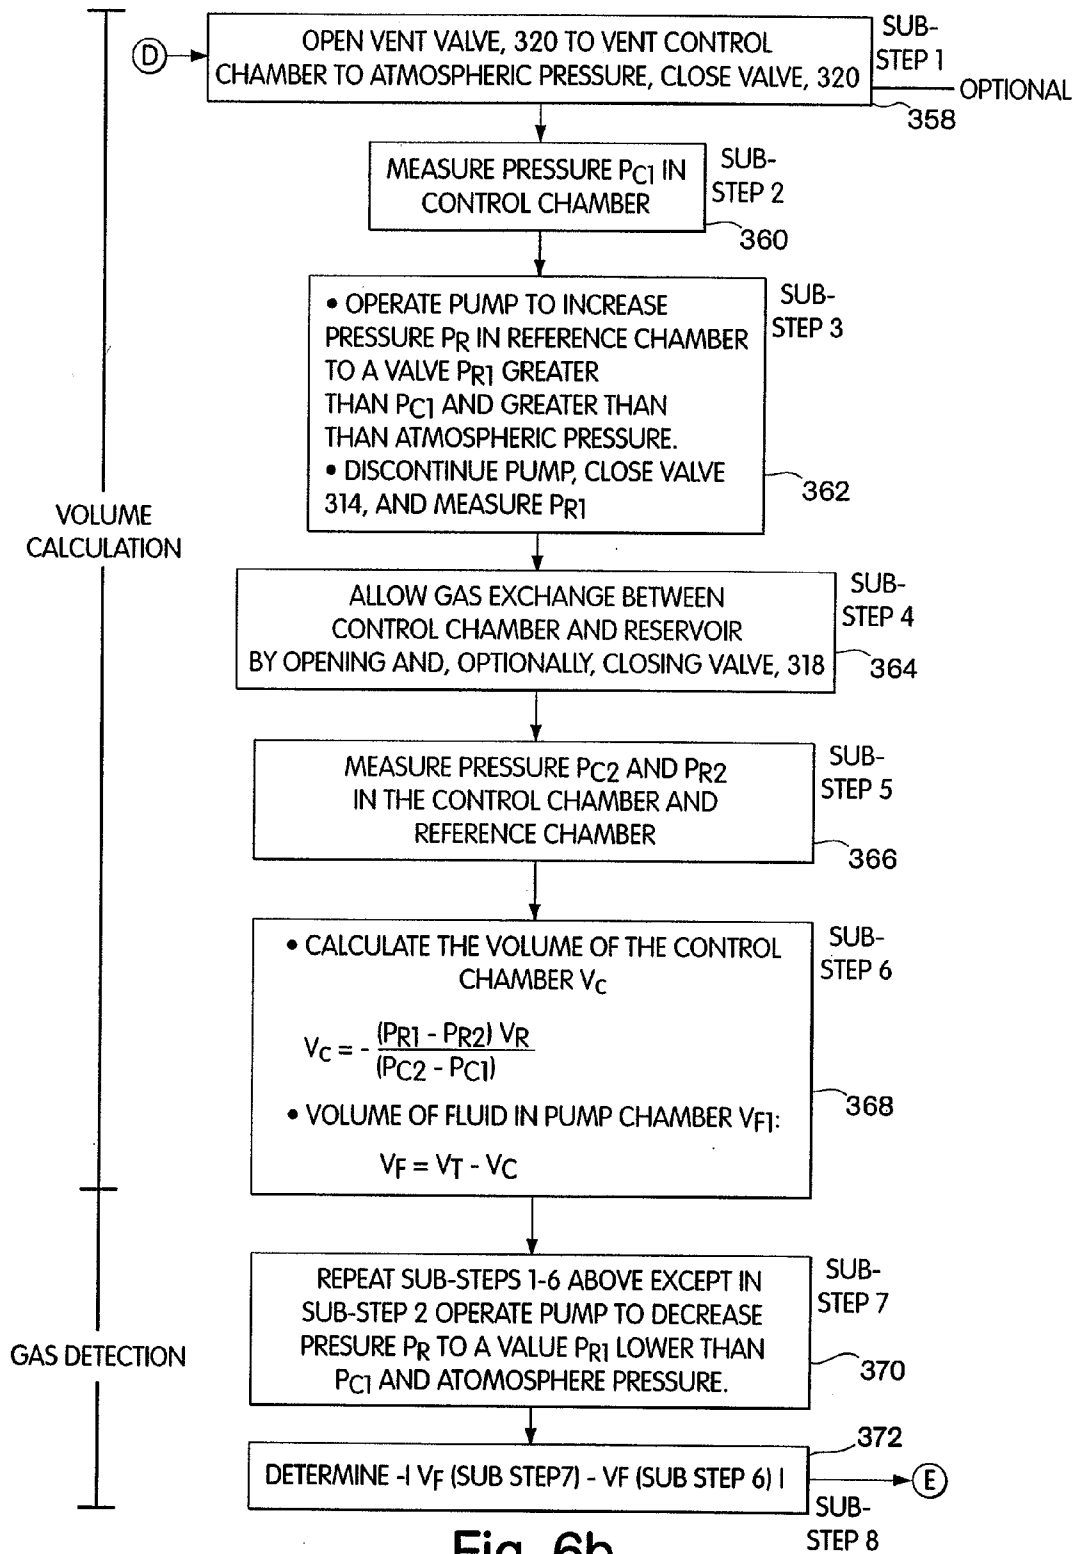 D
OPEN VENT VALVE, 320 TO VENT CONTROL
CHAMBER TO ATMOSPHERIC PRESSURE, CLOSE VALVE, 320
SUB-
STEP 1
OPTIONAL
358
MEASURE PRESSURE PC1 IN
CONTROL CHAMBER
SUB-
STEP 2
360
• OPERATE PUMP TO INCREASE
PRESSURE PR IN REFERENCE CHAMBER
TO A VALVE PR1 GREATER
THAN PC1 AND GREATER THAN
THAN ATMOSPHERIC PRESSURE.
• DISCONTINUE PUMP, CLOSE VALVE
314, AND MEASURE PR1
SUB-
STEP 3
362
VOLUME
CALCULATION
ALLOW GAS EXCHANGE BETWEEN
CONTROL CHAMBER AND RESERVOIR
BY OPENING AND, OPTIONALLY, CLOSING VALVE, 318
SUB-
STEP 4
364
MEASURE PRESSURE PC2 AND PR2
IN THE CONTROL CHAMBER AND
REFERENCE CHAMBER
SUB-
STEP 5
366
• CALCULATE THE VOLUME OF THE CONTROL
CHAMBER VC
VC = - (PR1 - PR2) VR
(PC2 - PC1)
• VOLUME OF FLUID IN PUMP CHAMBER VF1:
VF = VT - VC
SUB-
STEP 6
368
REPEAT SUB-STEPS 1-6 ABOVE EXCEPT IN
SUB-STEP 2 OPERATE PUMP TO DECREASE
PRESURE PR TO A VALUE PR1 LOWER THAN
PC1 AND ATOMOSPHERE PRESSURE.
SUB-
STEP 7
370
GAS DETECTION
DETERMINE -| VF (SUB STEP7) - VF (SUB STEP 6) |
372
E
SUB-
STEP 8
Fig. 6b